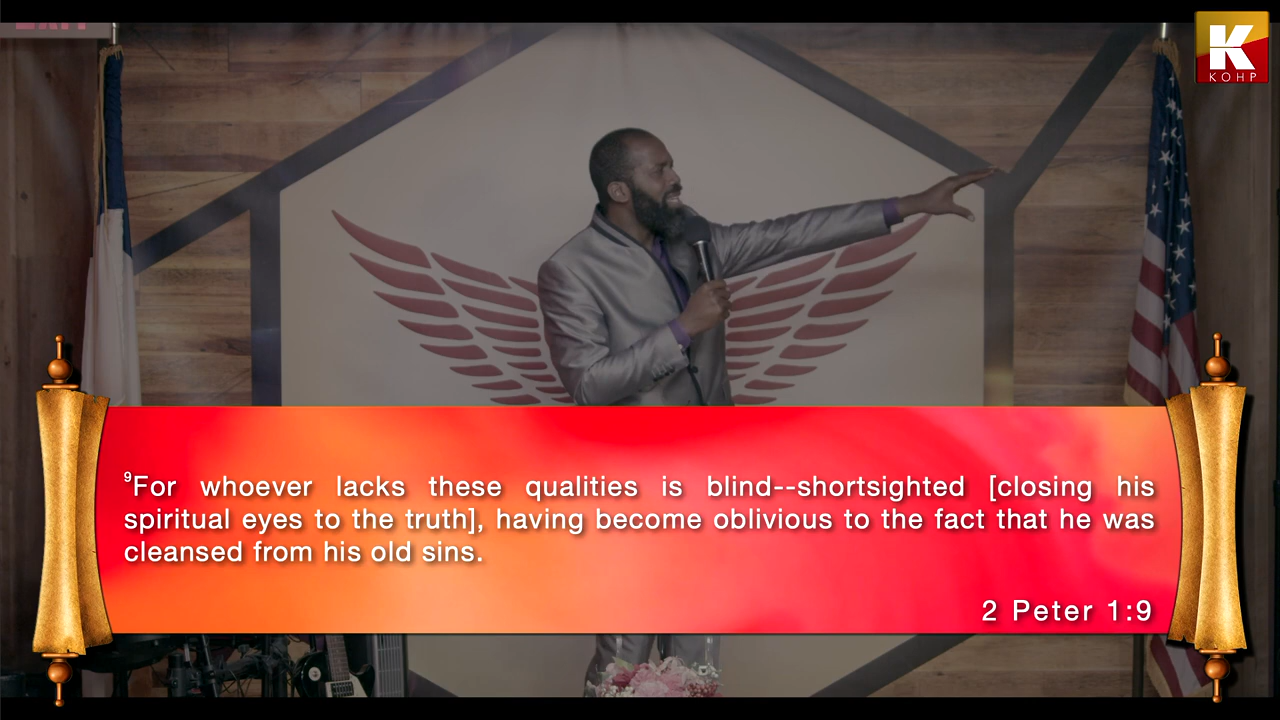 EXIT
K
KOHP
⁹For whoever lacks these qualities is blind--shortsighted [closing his
spiritual eyes to the truth], having become oblivious to the fact that he was
cleansed from his old sins.
2 Peter 1:9